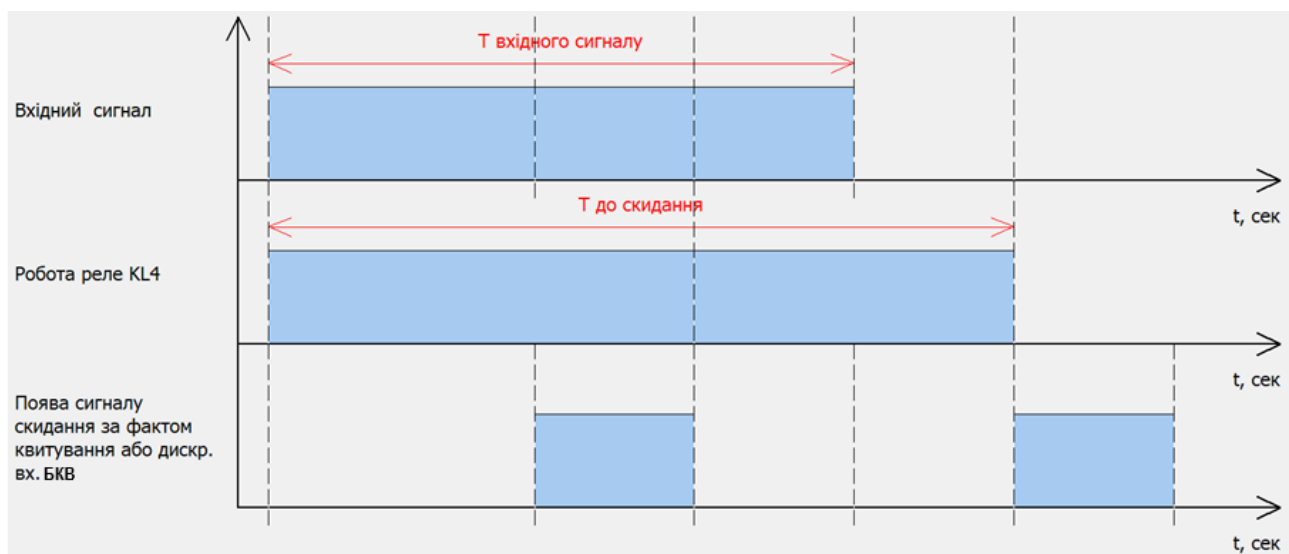 Т вхідного сигналу
Вхідний сигнал
t, сек
Т до скидання
Робота реле KL4
t, сек
Поява сигналу
скидання за фактом
квитування або дискр.
вх. БКВ
t, сек